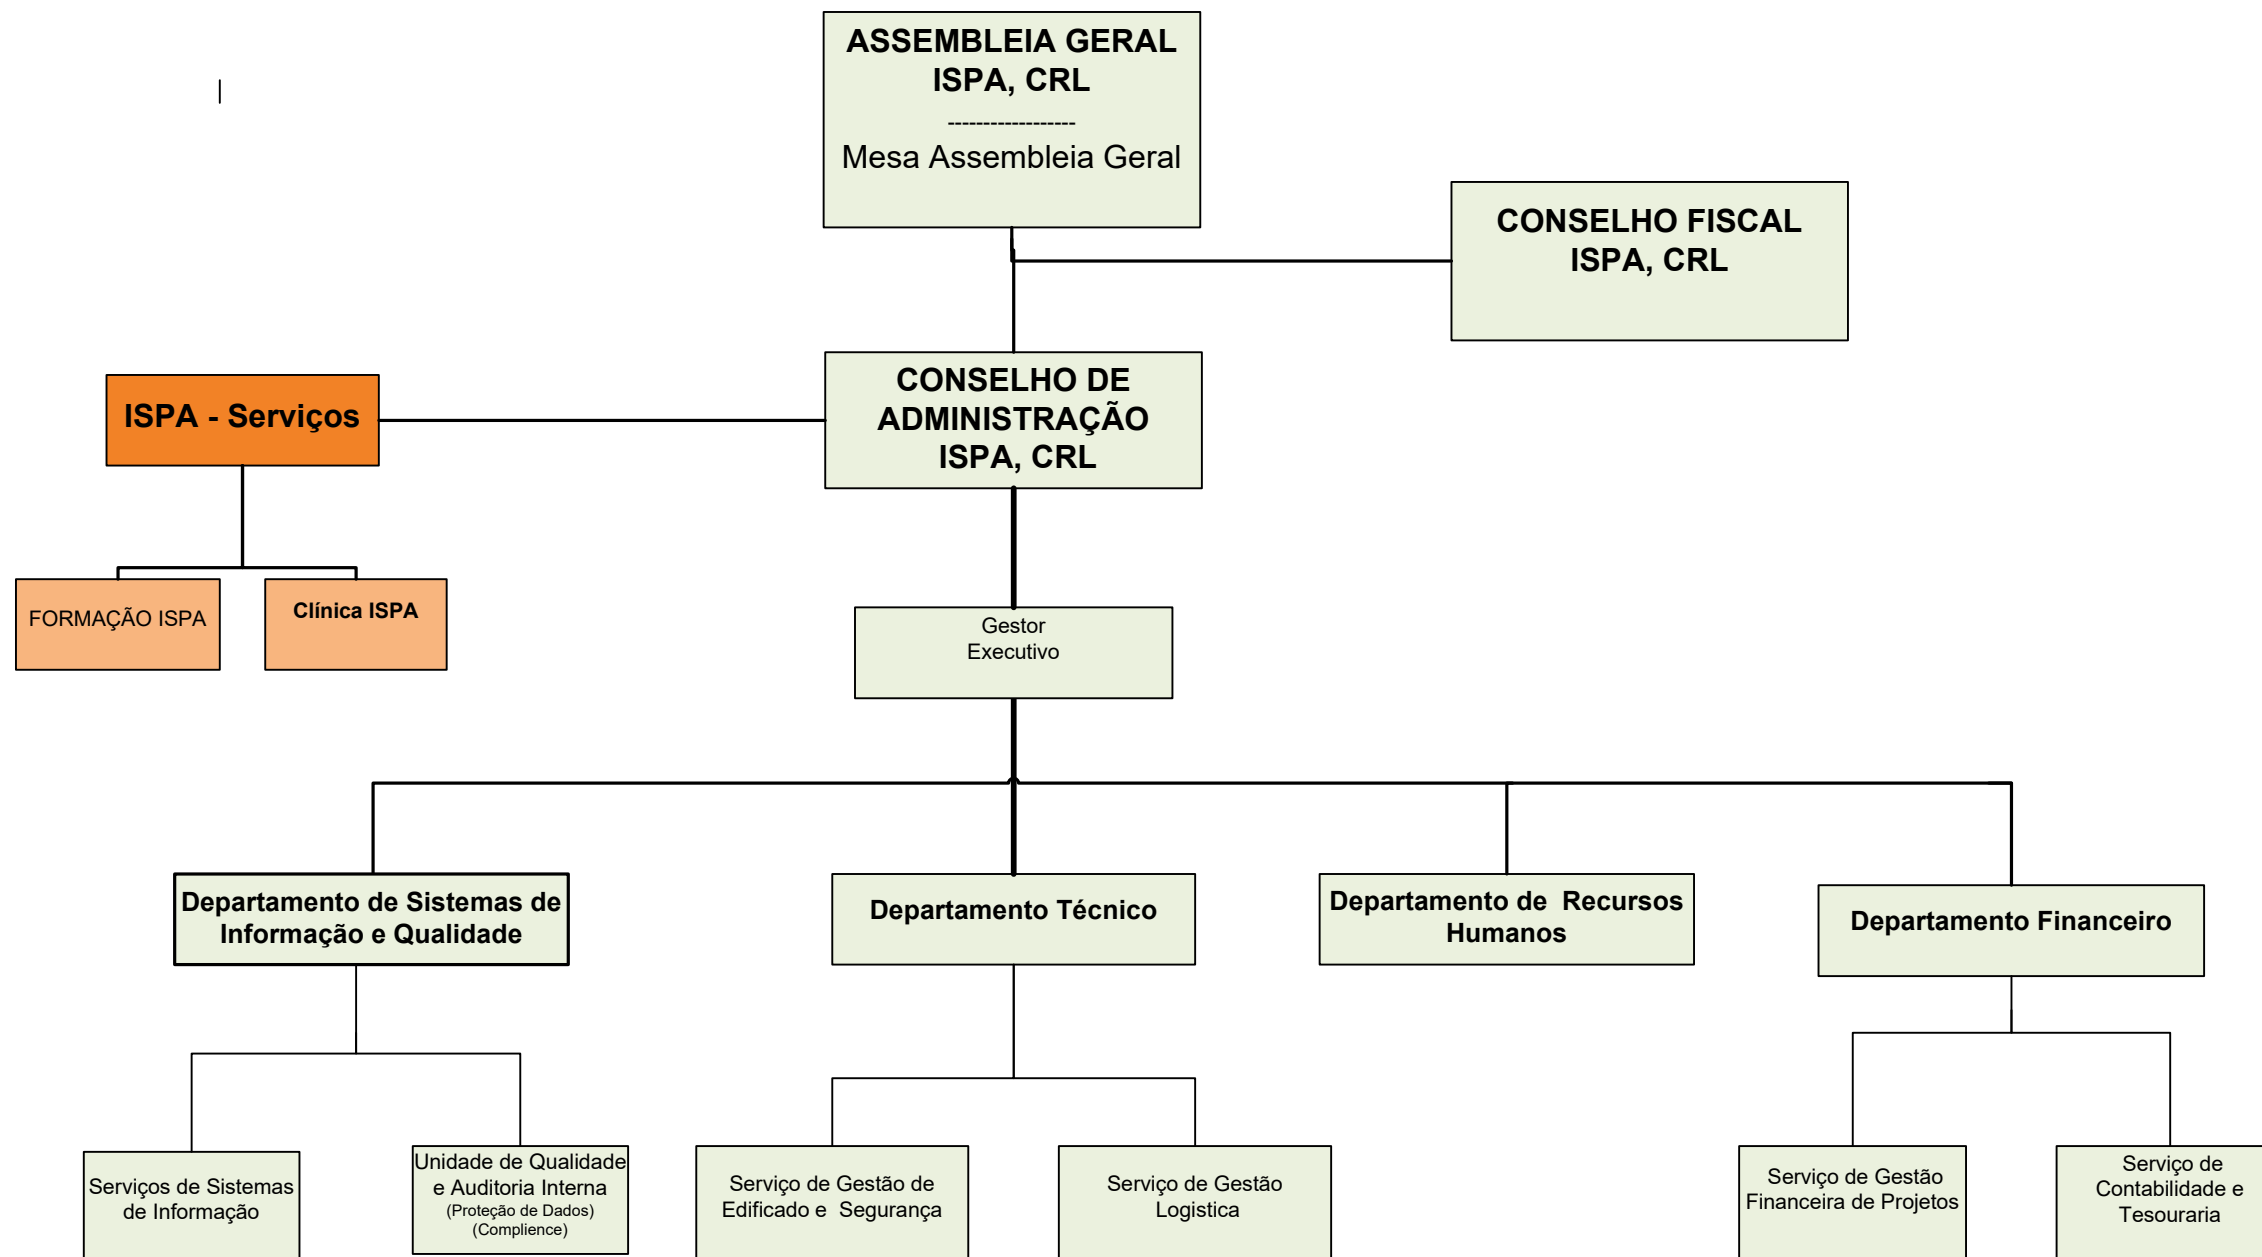 ASSEMBLEIA GERAL
ISPA, CRL
------------------
Mesa Assembleia Geral
CONSELHO FISCAL
ISPA, CRL
ISPA - Serviços
CONSELHO DE
ADMINISTRAÇÃO
ISPA, CRL
FORMAÇÃO ISPA
Clínica ISPA
Gestor
Executivo
Departamento de Sistemas de
Informação e Qualidade
Departamento Técnico
Departamento de  Recursos
Humanos
Departamento Financeiro
Serviços de Sistemas
de Informação
Unidade de Qualidade
e Auditoria Interna
(Proteção de Dados)
(Complience)
Serviço de Gestão de
Edificado e  Segurança
Serviço de Gestão
Logistica
Serviço de Gestão
Financeira de Projetos
Serviço de
Contabilidade e
Tesouraria